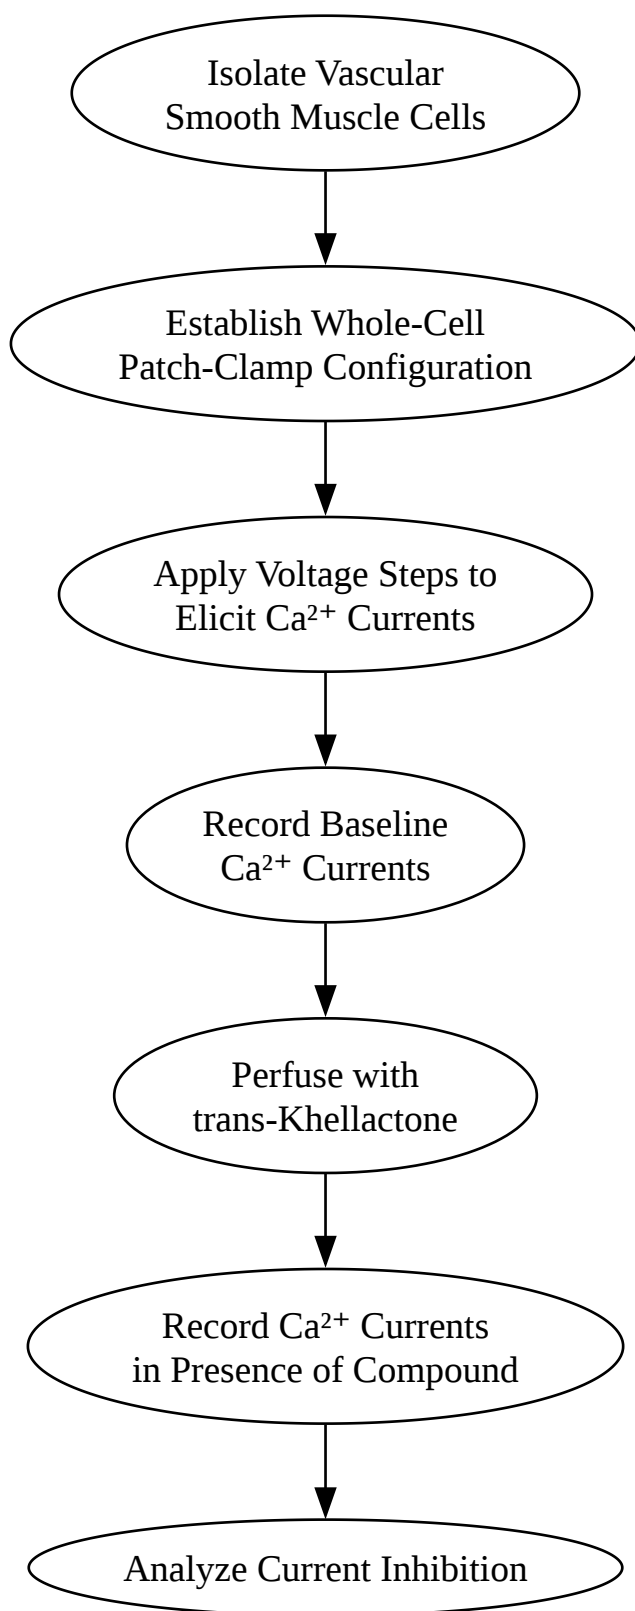 Isolate Vascular
Smooth Muscle Cells
Establish Whole-Cell
Patch-Clamp Configuration
Apply Voltage Steps to
Elicit Ca²⁺ Currents
Record Baseline
Ca²⁺ Currents
Perfuse with
trans-Khellactone
Record Ca²⁺ Currents
in Presence of Compound
Analyze Current Inhibition